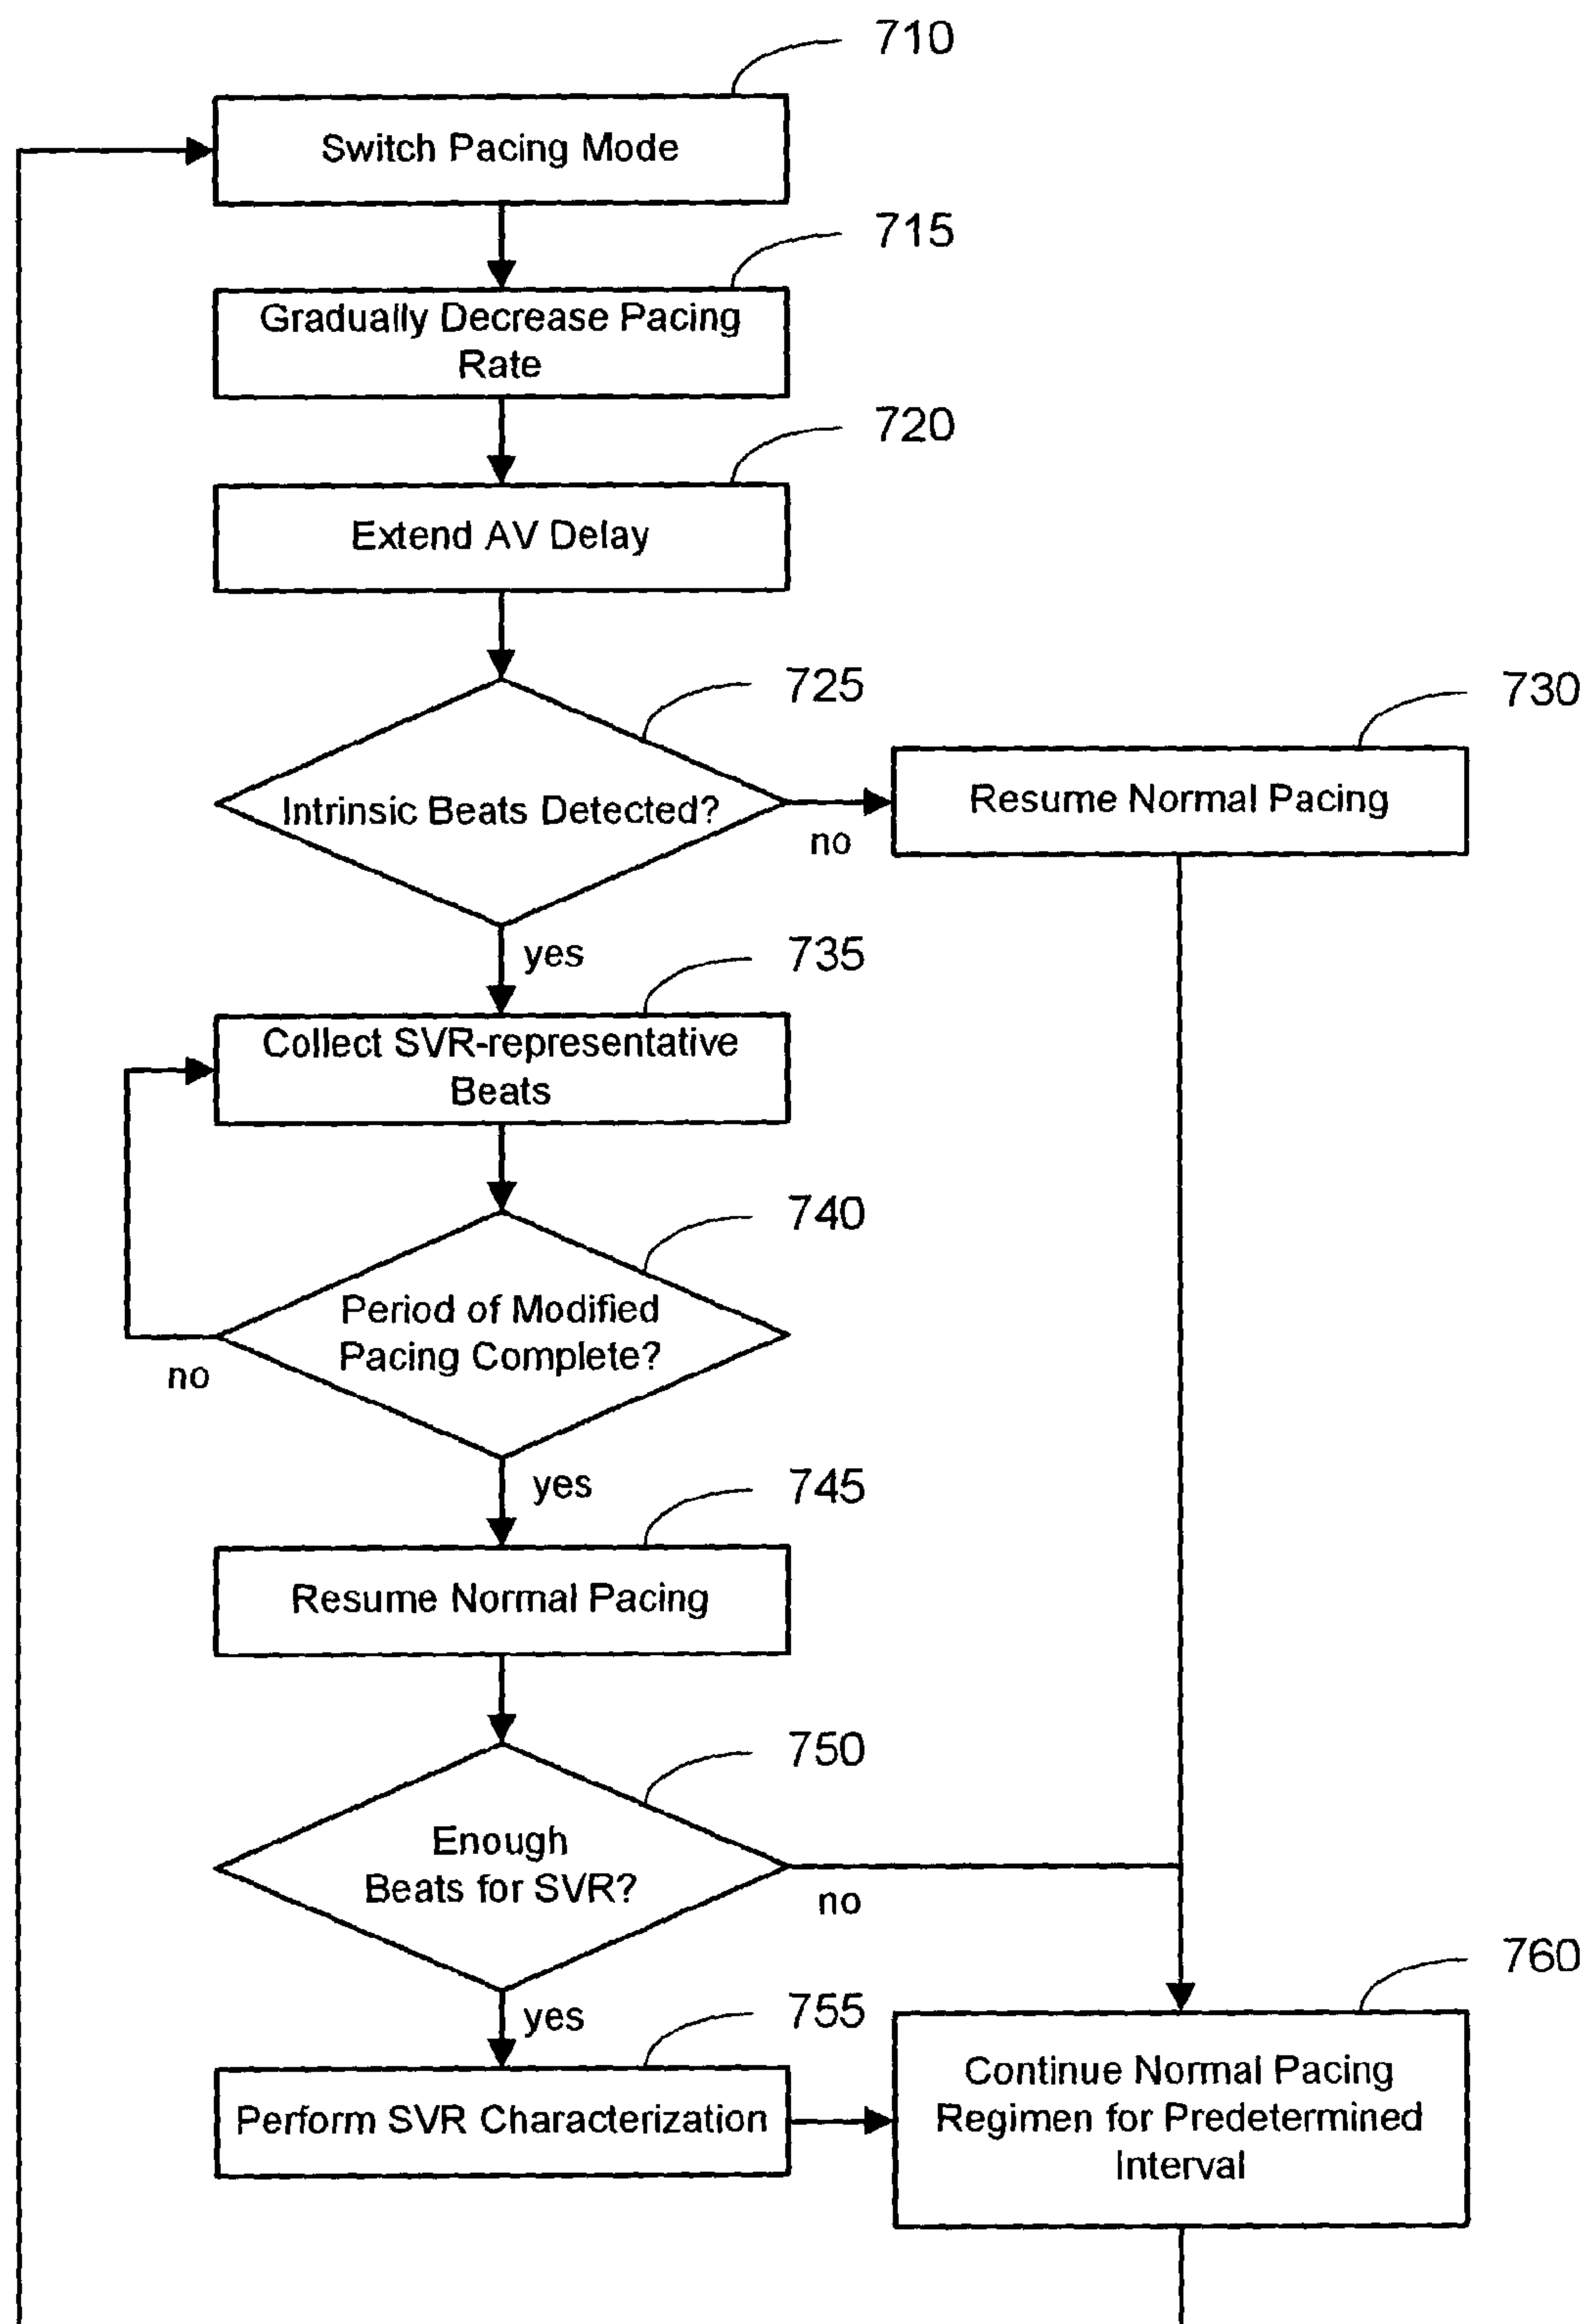 710
Switch Pacing Mode
715
Gradually Decrease Pacing
Rate
720
Extend AV Delay
725
Intrinsic Beats Detected?
no
730
Resume Normal Pacing
yes
735
Collect SVR-representative
Beats
740
Period of Modified
Pacing Complete?
no
yes
745
Resume Normal Pacing
750
Enough
Beats for SVR?
no
yes
755
Perform SVR Characterization
760
Continue Normal Pacing
Regimen for Predetermined
Interval